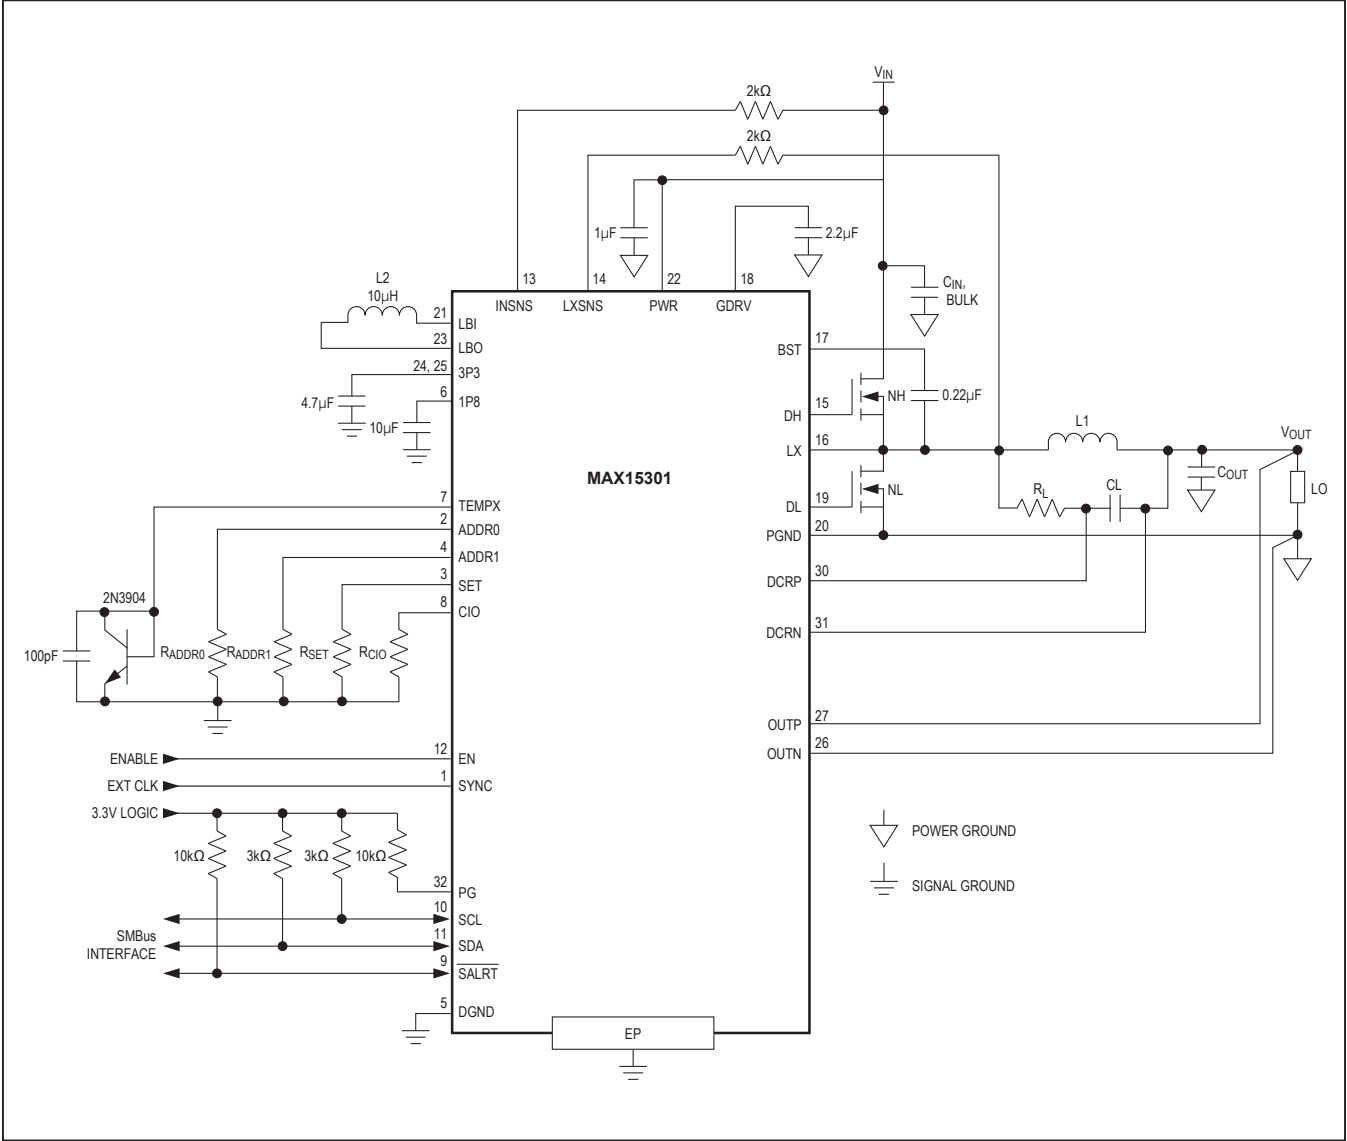 VIN
2kΩ
2kΩ
1µF
2.2µF
13
14
22
18
INSNS
LXSNS
PWR
GDRV
CIN,
BULK
L2
10µH
21
LBI
23
LBO
24, 25
3P3
6
1P8
4.7µF
10µF
17
BST
0.22µF
NH
15
DH
16
LX
L1
VOUT
COUT
LO
RL
CL
NL
19
DL
20
PGND
30
DCRP
31
DCRN
27
OUTP
26
OUTN
MAX15301
7
TEMPX
2
ADDR0
4
ADDR1
3
SET
8
CIO
2N3904
100pF
RADDR0
RADDR1
RSET
RCIO
ENABLE
12
EN
EXT CLK
1
SYNC
3.3V LOGIC
10kΩ
3kΩ
3kΩ
10kΩ
32
PG
10
SCL
SMBus
INTERFACE
11
SDA
9
SALRT
5
DGND
EP
POWER GROUND
SIGNAL GROUND